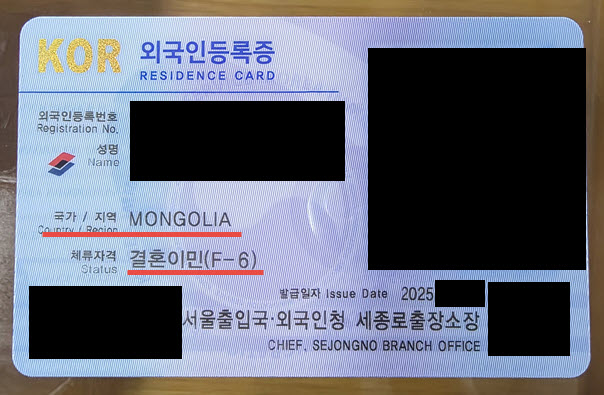 KOR 외국인등록증
RESIDENCE CARD
외국인등록번호
Registration No.
성명
Name
국가 / 지역 MONGOLIA
Country / Region
체류자격 결혼이민(F-6)
Status
발급일자 Issue Date 2025
서울출입국·외국인청 세종로출장소장
CHIEF, SEJONGNO BRANCH OFFICE